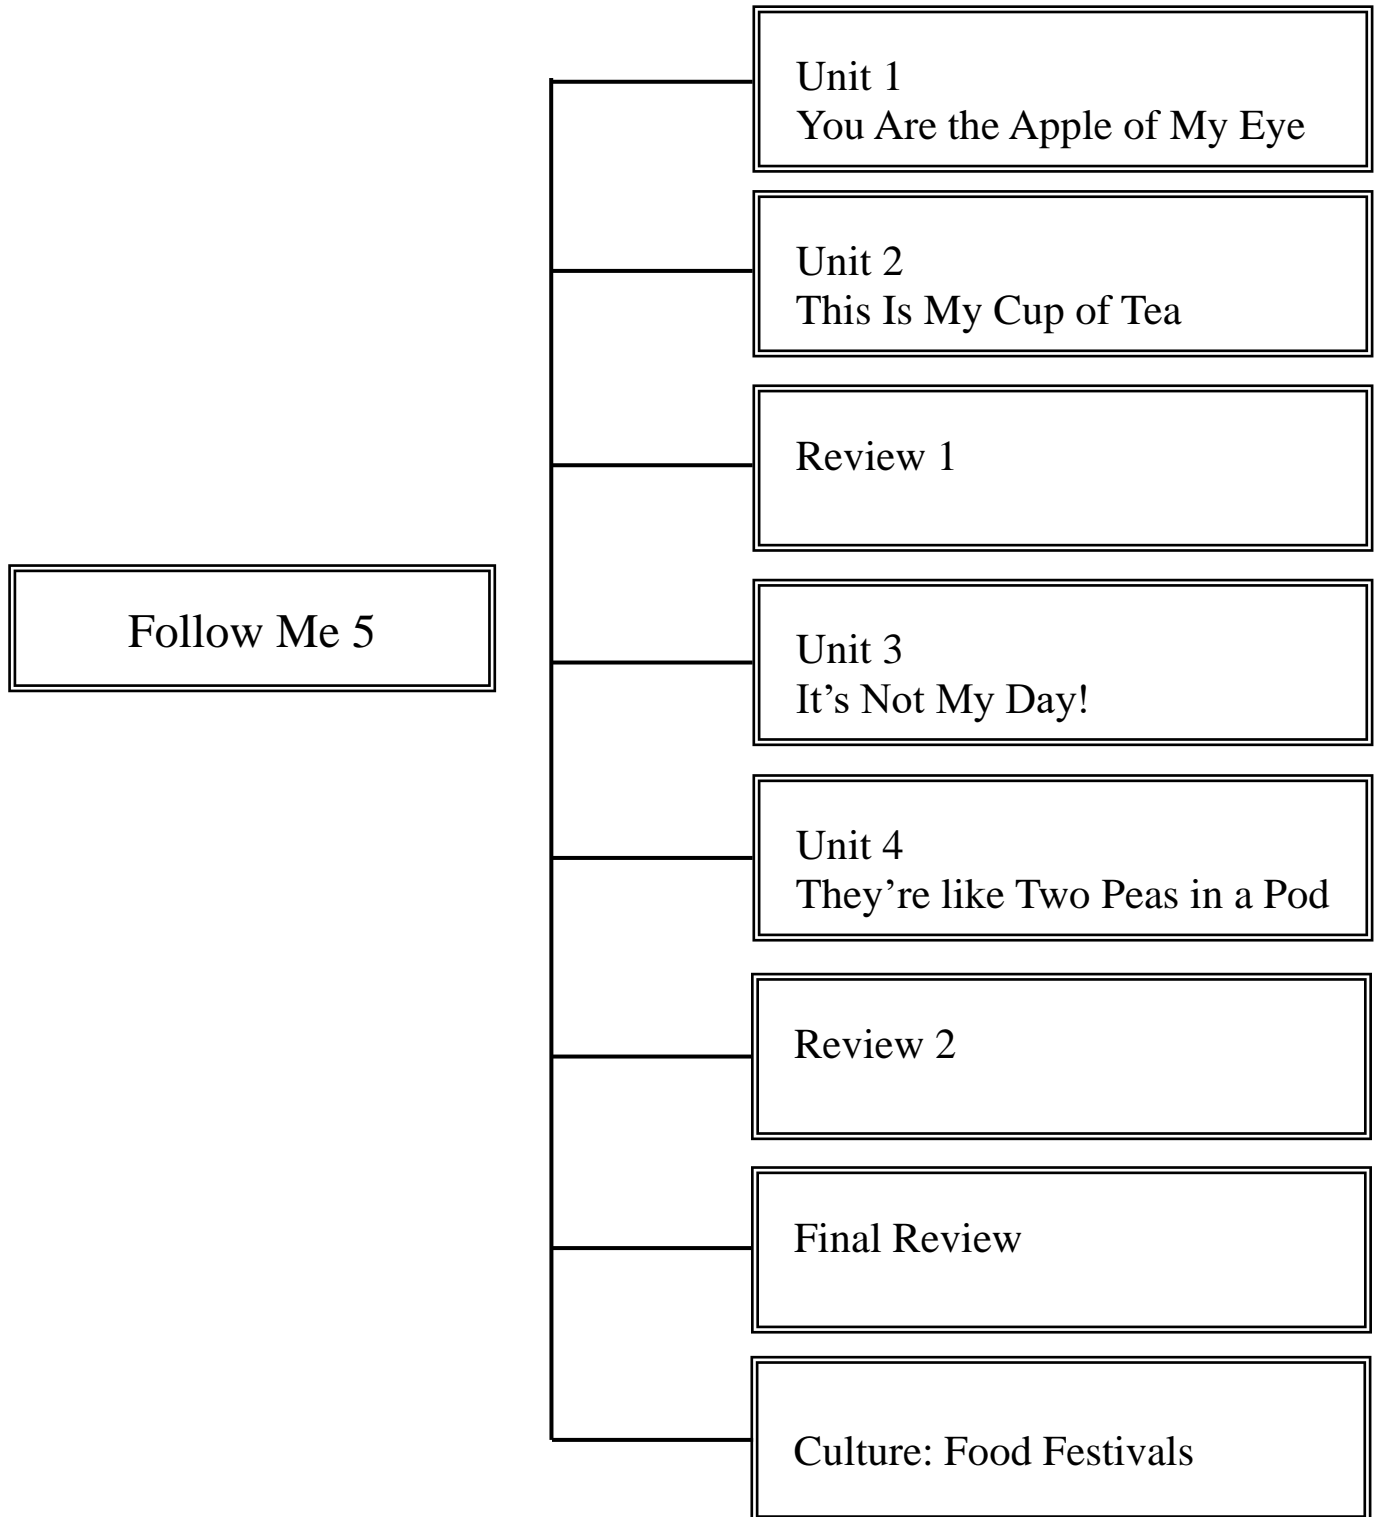 Follow Me 5
Unit 1
You Are the Apple of My Eye
Unit 2
This Is My Cup of Tea
Review 1
Unit 3
It’s Not My Day!
Unit 4
They’re like Two Peas in a Pod
Review 2
Final Review
Culture: Food Festivals